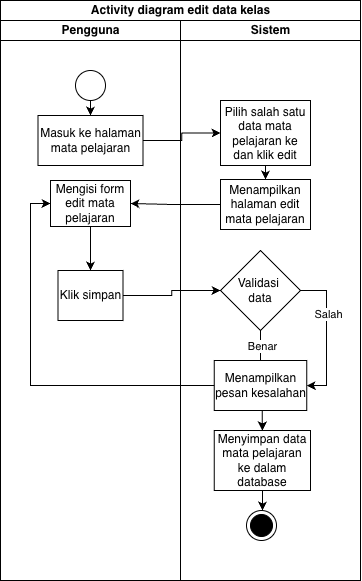 Activity diagram edit data kelas
Pengguna
Sistem
Masuk ke halaman
mata pelajaran
Pilih salah satu
data mata
pelajaran ke
dan klik edit
Mengisi form
edit mata
pelajaran
Menampilkan
halaman edit
mata pelajaran
Klik simpan
Validasi
data
Salah
Benar
Menampilkan
pesan kesalahan
Menyimpan data
mata pelajaran
ke dalam
database